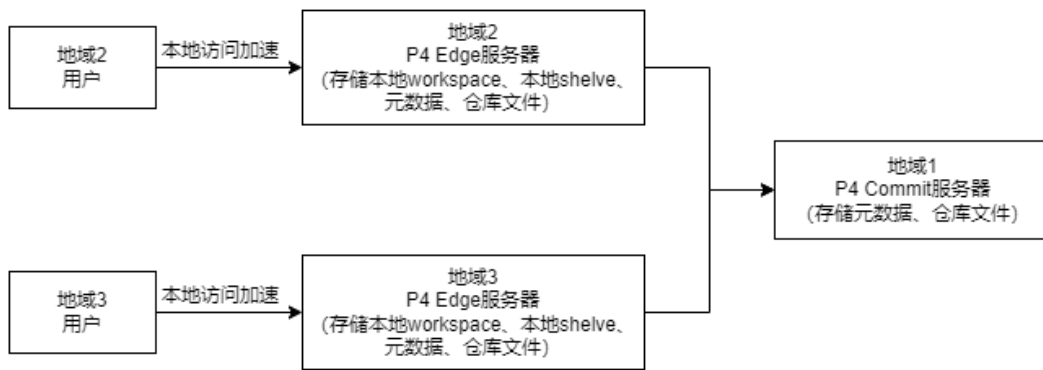 地域2
用户
本地访问加速
地域2
P4 Edge服务器
(存储本地workspace、本地shelve、
元数据、仓库文件)
地域1
P4 Commit服务器
(存储元数据、仓库文件)
地域3
用户
本地访问加速
地域3
P4 Edge服务器
(存储本地workspace、本地shelve、
元数据、仓库文件)